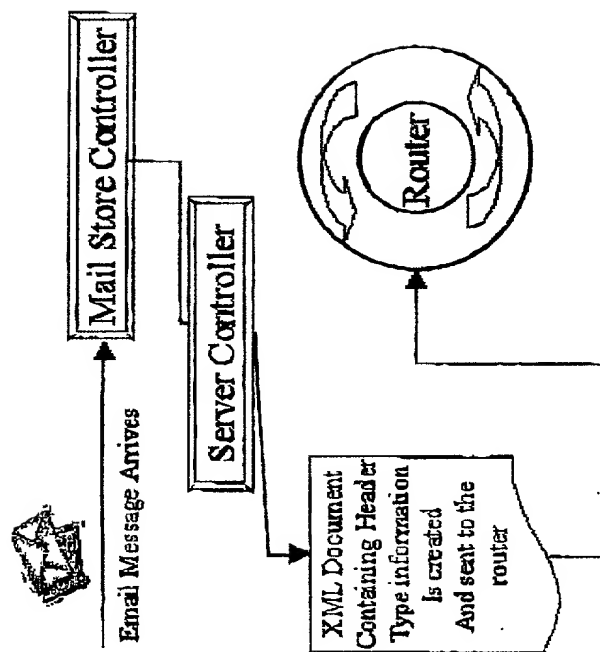 Email Message Arrives
Mail Store Controller
Server Controller
XML Document
Containing Header
Type information
Is created
And sent to the
router
Router